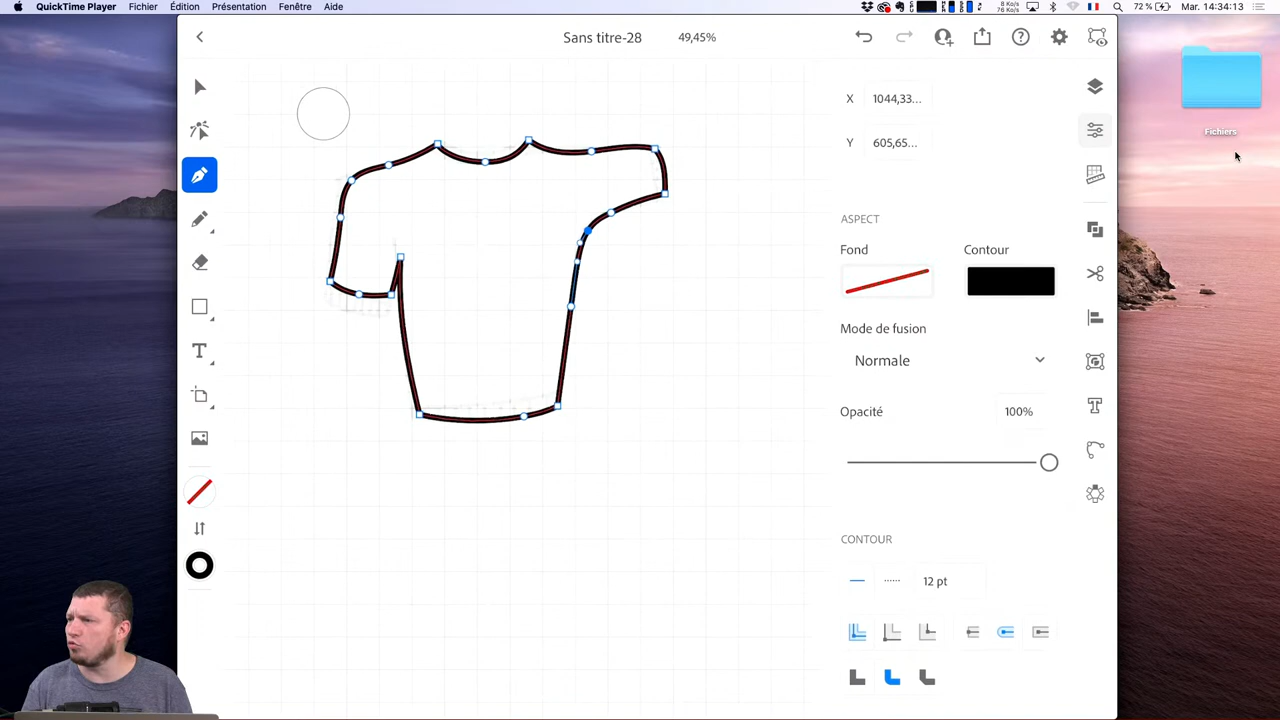 QuickTime Player Fichier Édition Présentation Fenêtre Aide
72 % Mar. 14:34:13
Sans titre-28 49,45%
X 1044,33...
Y 605,65...
Fichiers
ASPECT
Fond Contour
Mode de fusion
Normale
Opacité 100%
CONTOUR
12 pt